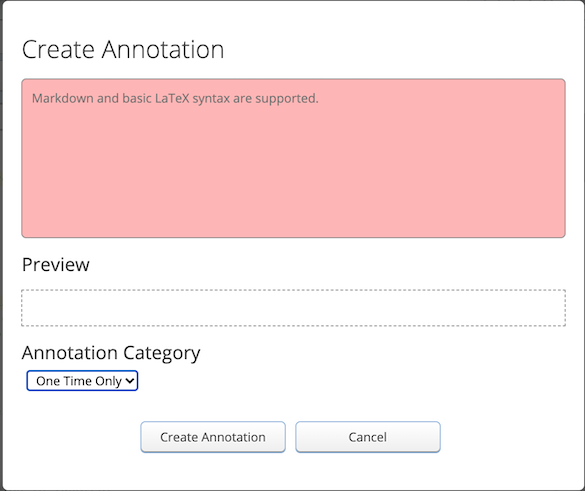 Create Annotation
Markdown and basic LaTeX syntax are supported.
Preview
Annotation Category
One Time Only
Create Annotation
Cancel